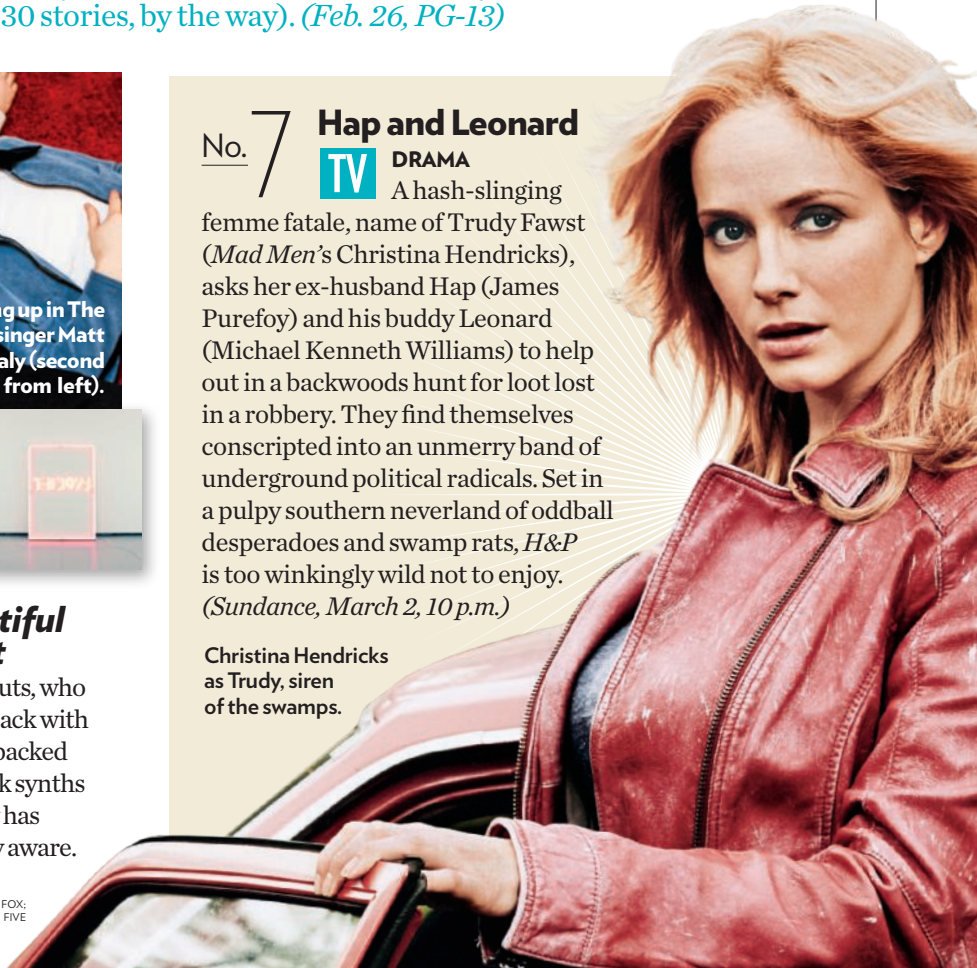 30 stories, by the way). (Feb. 26, PG-13)
No. 7
Hap and Leonard
TV DRAMA
A hash-slinging
femme fatale, name of Trudy Fawst
(Mad Men's Christina Hendricks),
asks her ex-husband Hap (James
Purefoy) and his buddy Leonard
(Michael Kenneth Williams) to help
out in a backwoods hunt for loot lost
in a robbery. They find themselves
conscripted into an unmerry band of
underground political radicals. Set in
a pulpy southern neverland of oddball
desperadoes and swamp rats, H&P
is too winkingly wild not to enjoy.
(Sundance, March 2, 10 p.m.)
Christina Hendricks
as Trudy, siren
of the swamps.
g up in The
singer Matt
aly (second
from left).
tiful
t
uts, who
ack with
packed
k synths
has
y aware.
FOX;
FIVE